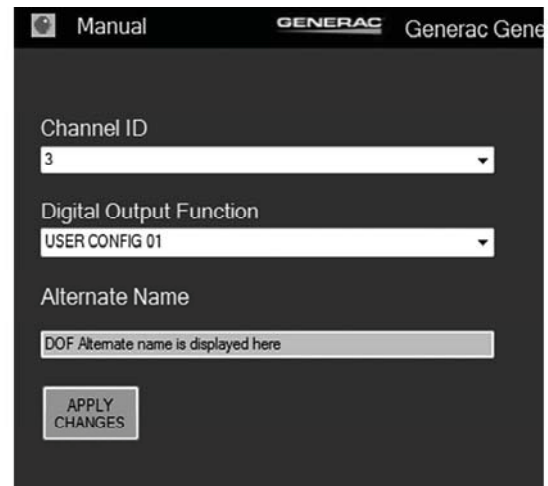 Manual
GENERAC
Generac Gene
Channel ID
3
Digital Output Function
USER CONFIG 01
Alternate Name
DOF Alternate name is displayed here
APPLY
CHANGES